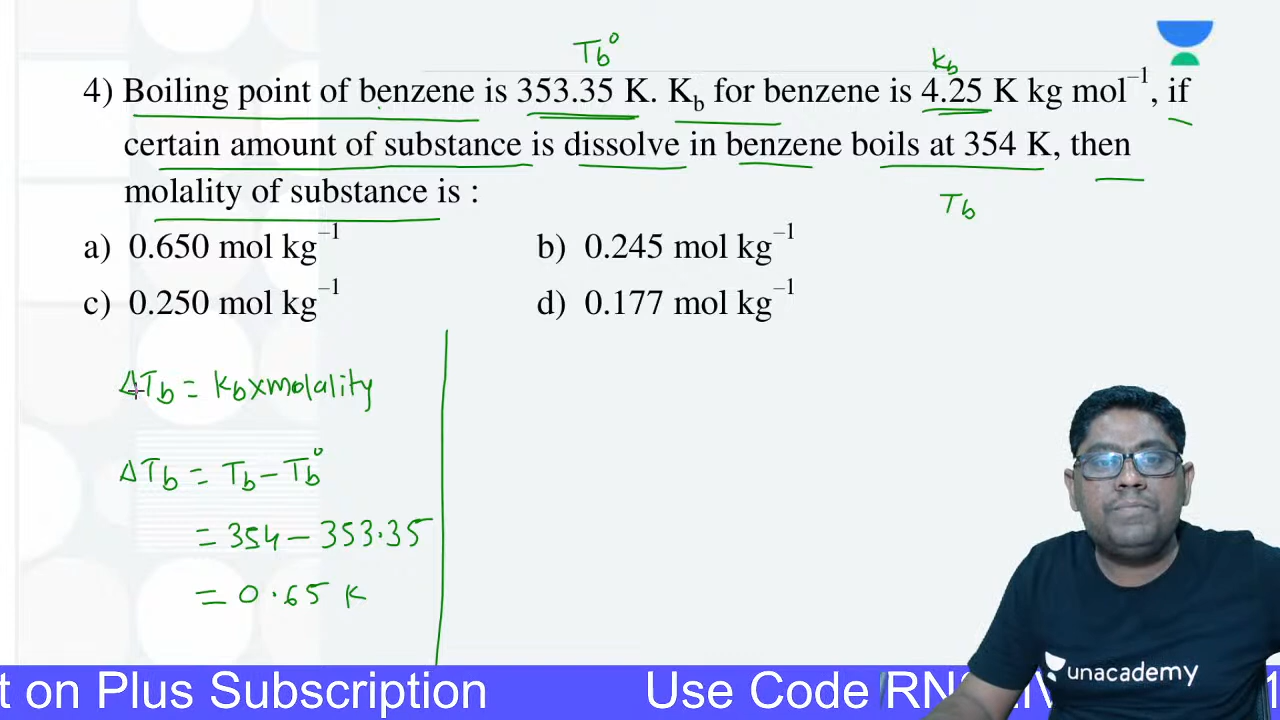 Tb°
Kb
4) Boiling point of benzene is 353.35 K. Kb for benzene is 4.25 K kg mol⁻¹, if
certain amount of substance is dissolve in benzene boils at 354 K, then
molality of substance is :
Tb
a) 0.650 mol kg⁻¹
b) 0.245 mol kg⁻¹
c) 0.250 mol kg⁻¹
d) 0.177 mol kg⁻¹
ΔTb = Kb×molality
ΔTb = Tb – Tb°
= 354 – 353.35
= 0.65 K
unacademy
t on Plus Subscription
Use Code